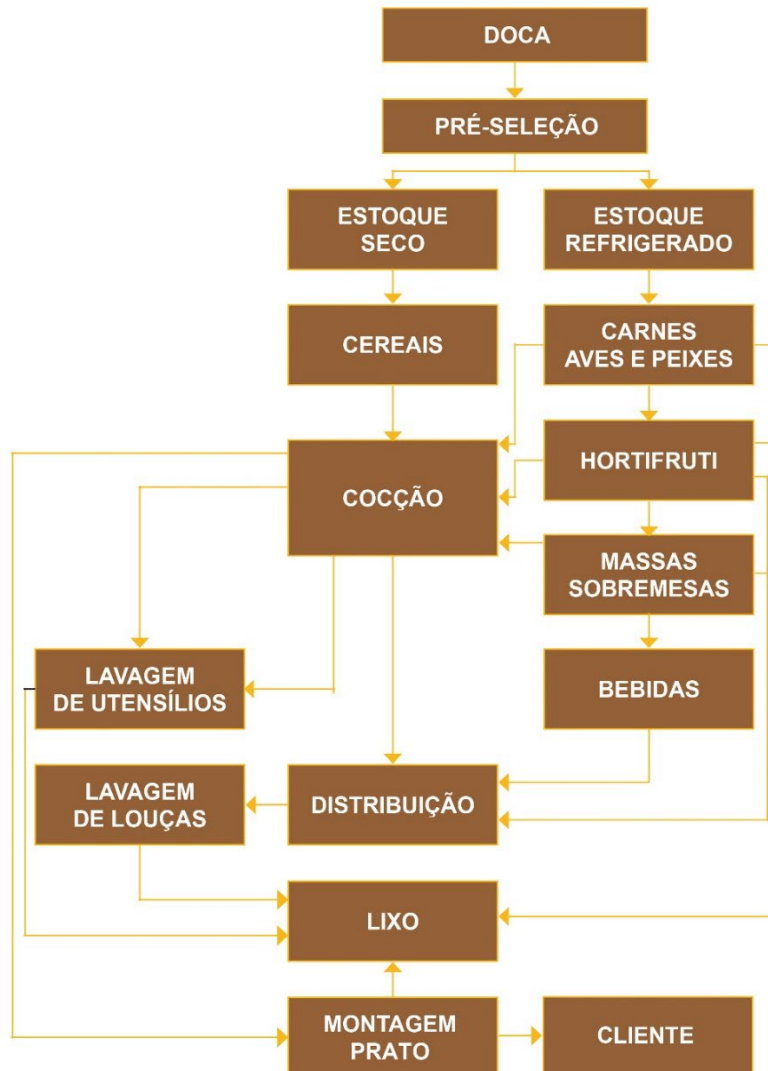 DOCA
PRÉ-SELEÇÃO
ESTOQUE
SECO
ESTOQUE
REFRIGERADO
CEREAIS
CARNES
AVES E PEIXES
HORTIFRUTI
COCÇÃO
MASSAS
SOBREMESAS
LAVAGEM
DE UTENSÍLIOS
BEBIDAS
LAVAGEM
DE LOUÇAS
DISTRIBUIÇÃO
LIXO
MONTAGEM
PRATO
CLIENTE